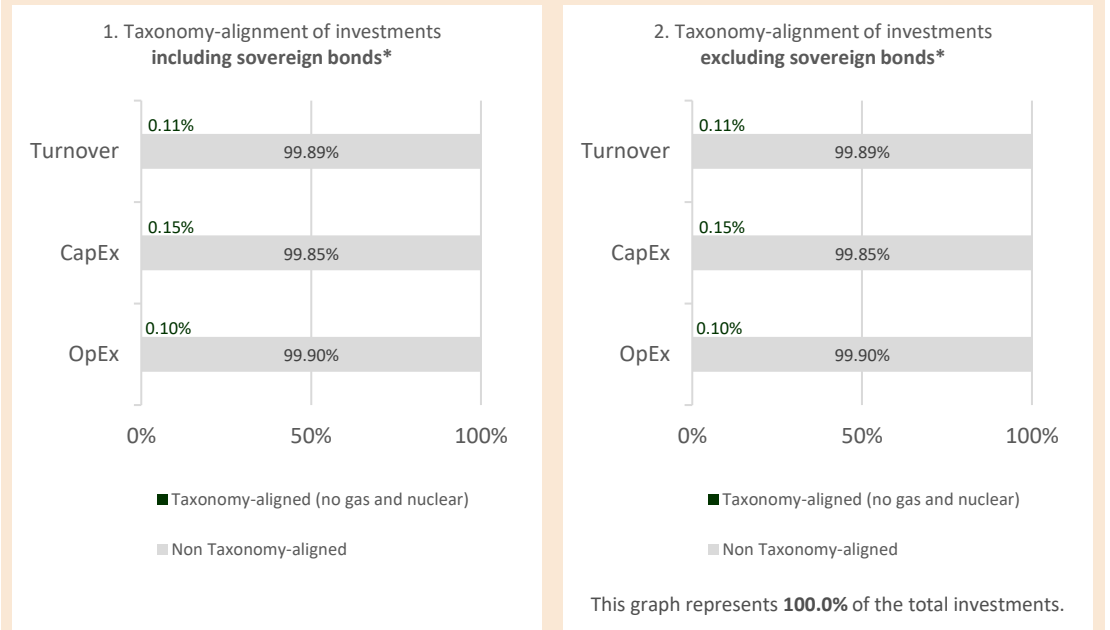 1. Taxonomy-alignment of investments
including sovereign bonds*
Turnover
0.11%
99.89%
CapEx
0.15%
99.85%
OpEx
0.10%
99.90%
0%
50%
100%
Taxonomy-aligned (no gas and nuclear)
Non Taxonomy-aligned
2. Taxonomy-alignment of investments
excluding sovereign bonds*
Turnover
0.11%
99.89%
CapEx
0.15%
99.85%
OpEx
0.10%
99.90%
0%
50%
100%
Taxonomy-aligned (no gas and nuclear)
Non Taxonomy-aligned
This graph represents 100.0% of the total investments.